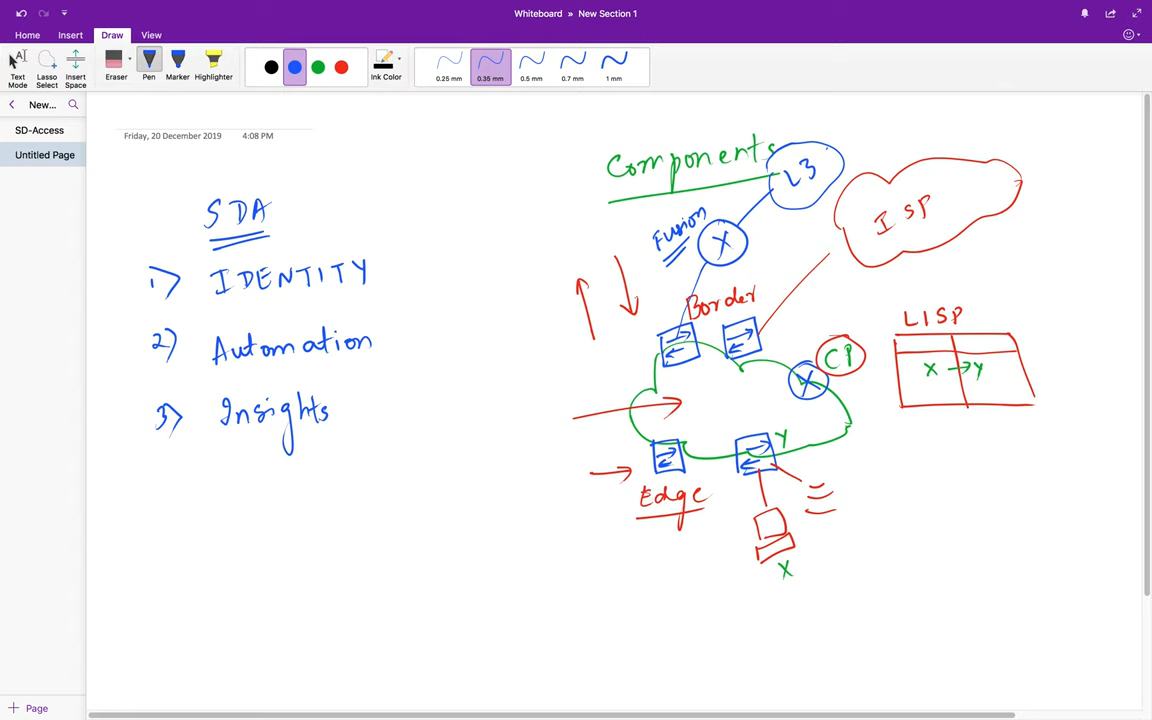 Whiteboard » New Section 1
Home Insert Draw View
Text Mode
Lasso Select
Insert Space
Eraser
Pen
Marker
Highlighter
Ink Color
0.25 mm
0.35 mm
0.5 mm
0.7 mm
1 mm
New...
SD-Access
Untitled Page
Friday, 20 December 2019 4:08 PM
SDA
1) IDENTITY
2) Automation
3) Insights
Components
L3
ISP
Fusion
X
Border
LISP
X → Y
CP
X
Y
Edge
X
Page